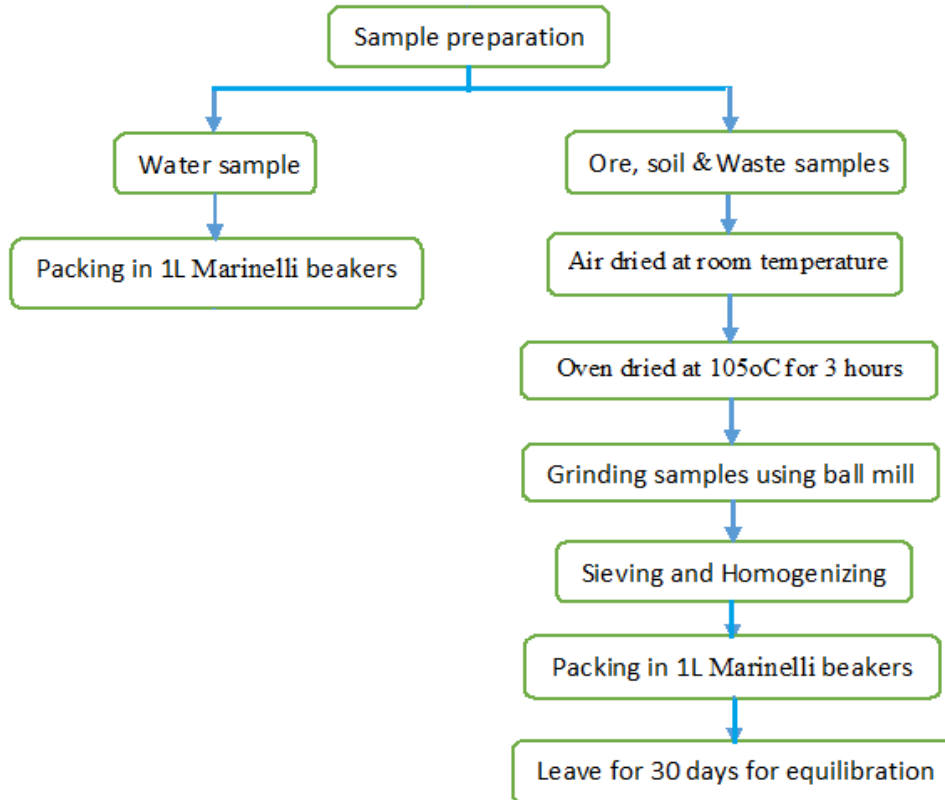 Sample preparation
Water sample
Packing in 1L Marinelli beakers
Ore, soil & Waste samples
Air dried at room temperature
Oven dried at 105oC for 3 hours
Grinding samples using ball mill
Sieving and Homogenizing
Packing in 1L Marinelli beakers
Leave for 30 days for equilibration